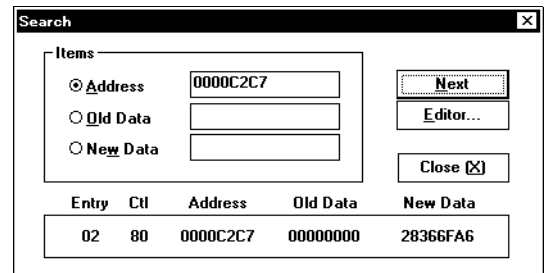 Search
Items
Address 0000C2C7
Next
Old Data
Editor...
New Data
Close (X)
Entry Ctl Address Old Data New Data
02 80 0000C2C7 00000000 28366FA6